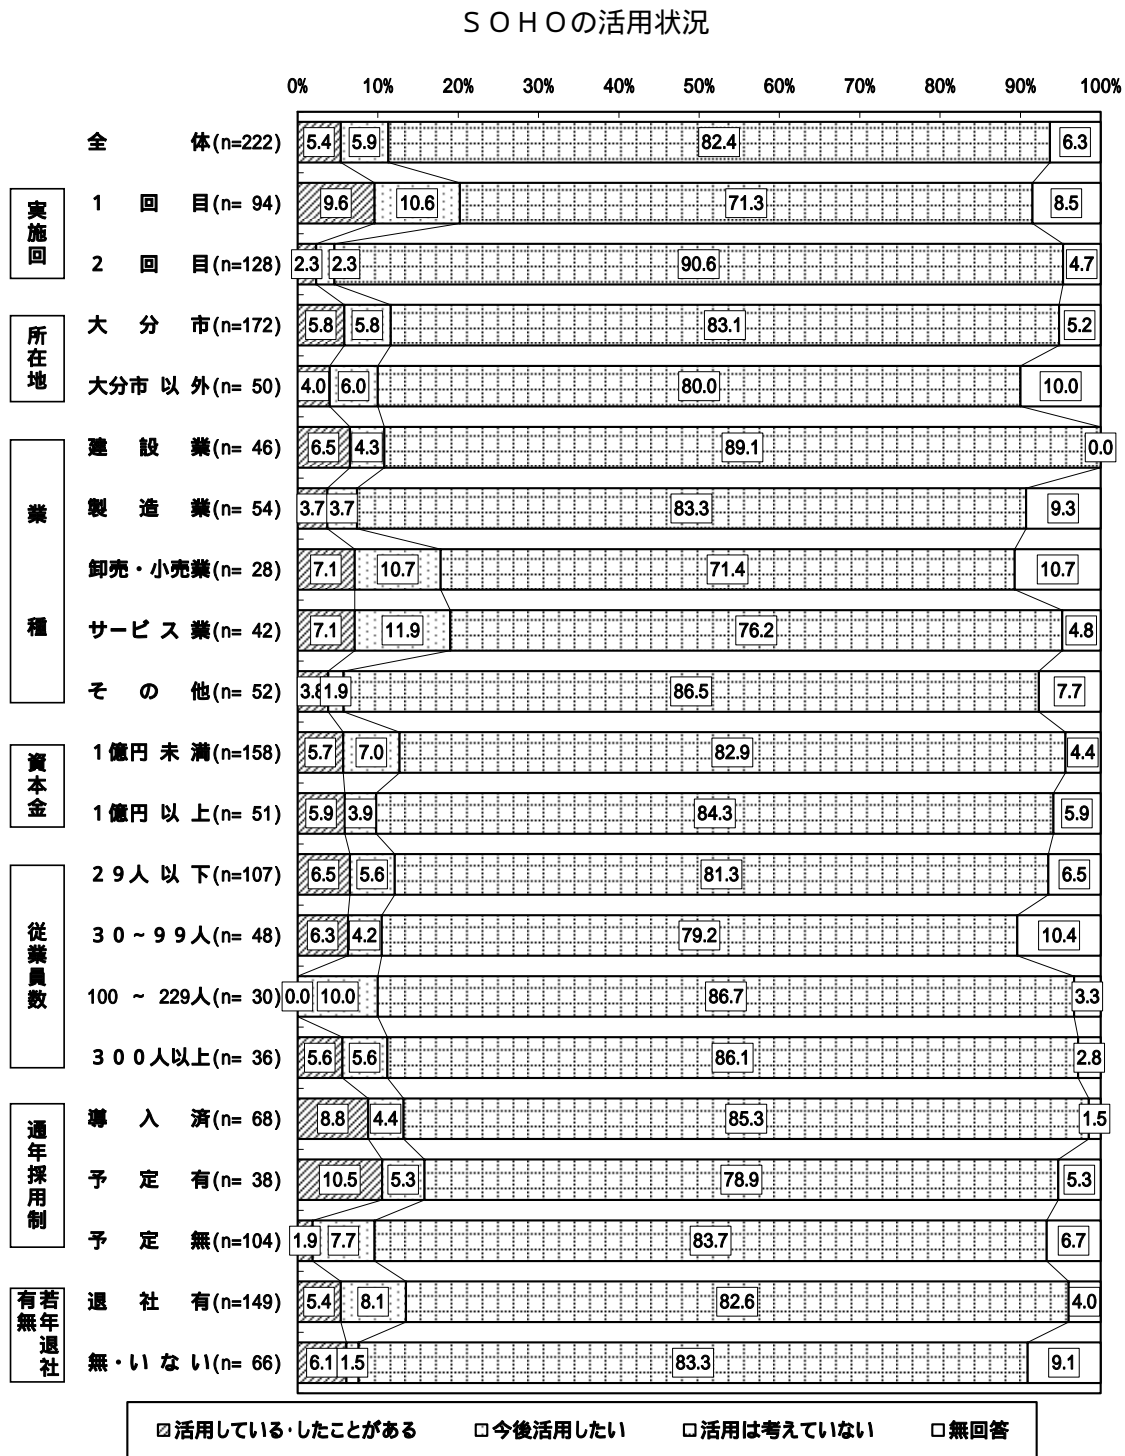 ＳＯＨＯの活用状況
0% 10% 20% 30% 40% 50% 60% 70% 80% 90% 100%
全体(n=222) 5.4 5.9 82.4 6.3
実施回
１回目(n= 94) 9.6 10.6 71.3 8.5
２回目(n=128) 2.3 2.3 90.6 4.7
所在地
大分市(n=172) 5.8 5.8 83.1 5.2
大分市以外(n= 50) 4.0 6.0 80.0 10.0
業種
建設業(n= 46) 6.5 4.3 89.1 0.0
製造業(n= 54) 3.7 3.7 83.3 9.3
卸売・小売業(n= 28) 7.1 10.7 71.4 10.7
サービス業(n= 42) 7.1 11.9 76.2 4.8
その他(n= 52) 3.8 1.9 86.5 7.7
資本金
１億円未満(n=158) 5.7 7.0 82.9 4.4
１億円以上(n= 51) 5.9 3.9 84.3 5.9
従業員数
２９人以下(n=107) 6.5 5.6 81.3 6.5
３０～９９人(n= 48) 6.3 4.2 79.2 10.4
100 ～ 229人(n= 30) 0.0 10.0 86.7 3.3
３００人以上(n= 36) 5.6 5.6 86.1 2.8
通年採用制
導入済(n= 68) 8.8 4.4 85.3 1.5
予定有(n= 38) 10.5 5.3 78.9 5.3
予定無(n=104) 1.9 7.7 83.7 6.7
若年退社有無
退社有(n=149) 5.4 8.1 82.6 4.0
無・いない(n= 66) 6.1 1.5 83.3 9.1
活用している・したことがある 今後活用したい 活用は考えていない 無回答